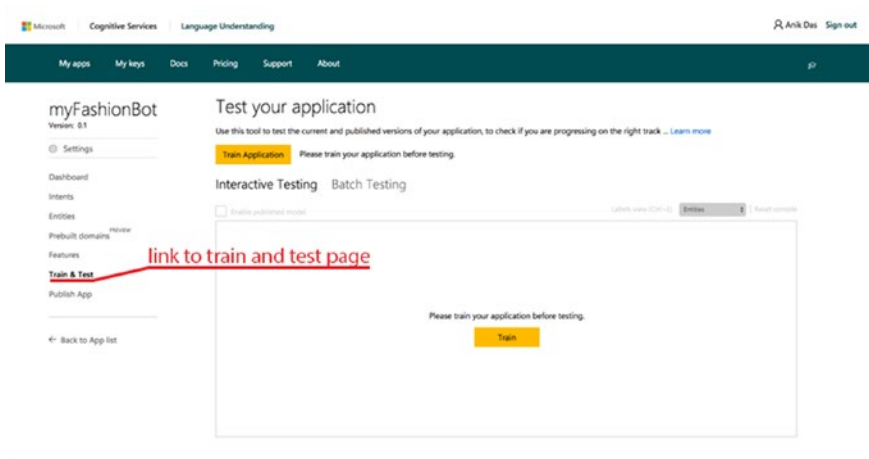 Microsoft Cognitive Services Language Understanding Anik Das Sign out
My apps My keys Docs Pricing Support About
myFashionBot
Version: 0.1
Settings
Dashboard
Intents
Entities
Prebuilt domains Preview
Features
Train & Test
Publish App
← Back to App list
link to train and test page
Test your application
Use this tool to test the current and published versions of your application, to check if you are progressing on the right track ... Learn more
Train Application Please train your application before testing.
Interactive Testing Batch Testing
Enable published model Labels view (Ctrl+E) Entities Reset console
Please train your application before testing.
Train